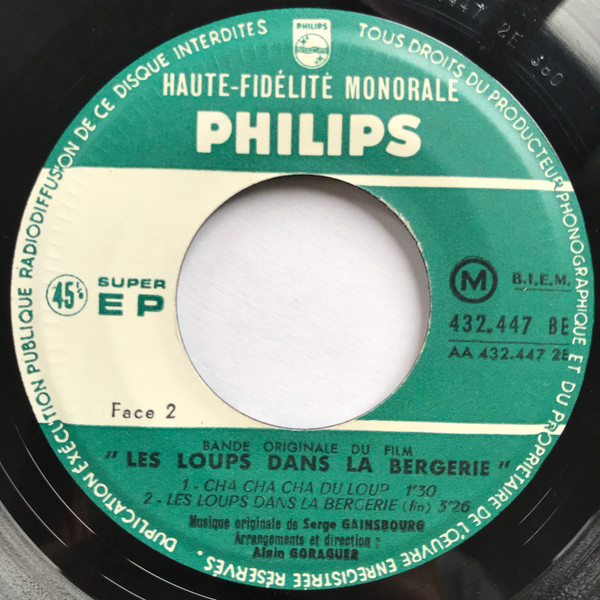 TOUS DROITS DU PRODUCTEUR PHONOGRAPHIQUE ET DU PROPRIÉTAIRE DE L'ŒUVRE ENREGISTRÉE RÉSERVÉS. DUPLICATION EXÉCUTION PUBLIQUE RADIODIFFUSION DE CE DISQUE INTERDITES
PHILIPS
HAUTE-FIDÉLITÉ MONORALE
PHILIPS
45
SUPER
EP
M
B.I.E.M.
432.447 BE
AA 432.447 2E
Face 2
BANDE ORIGINALE DU FILM
" LES LOUPS DANS LA BERGERIE "
1 - CHA CHA CHA DU LOUP 1'30
2 - LES LOUPS DANS LA BERGERIE (fin) 3'26
Musique originale de Serge GAINSBOURG
Arrangements et direction :
Alain GORAGUER